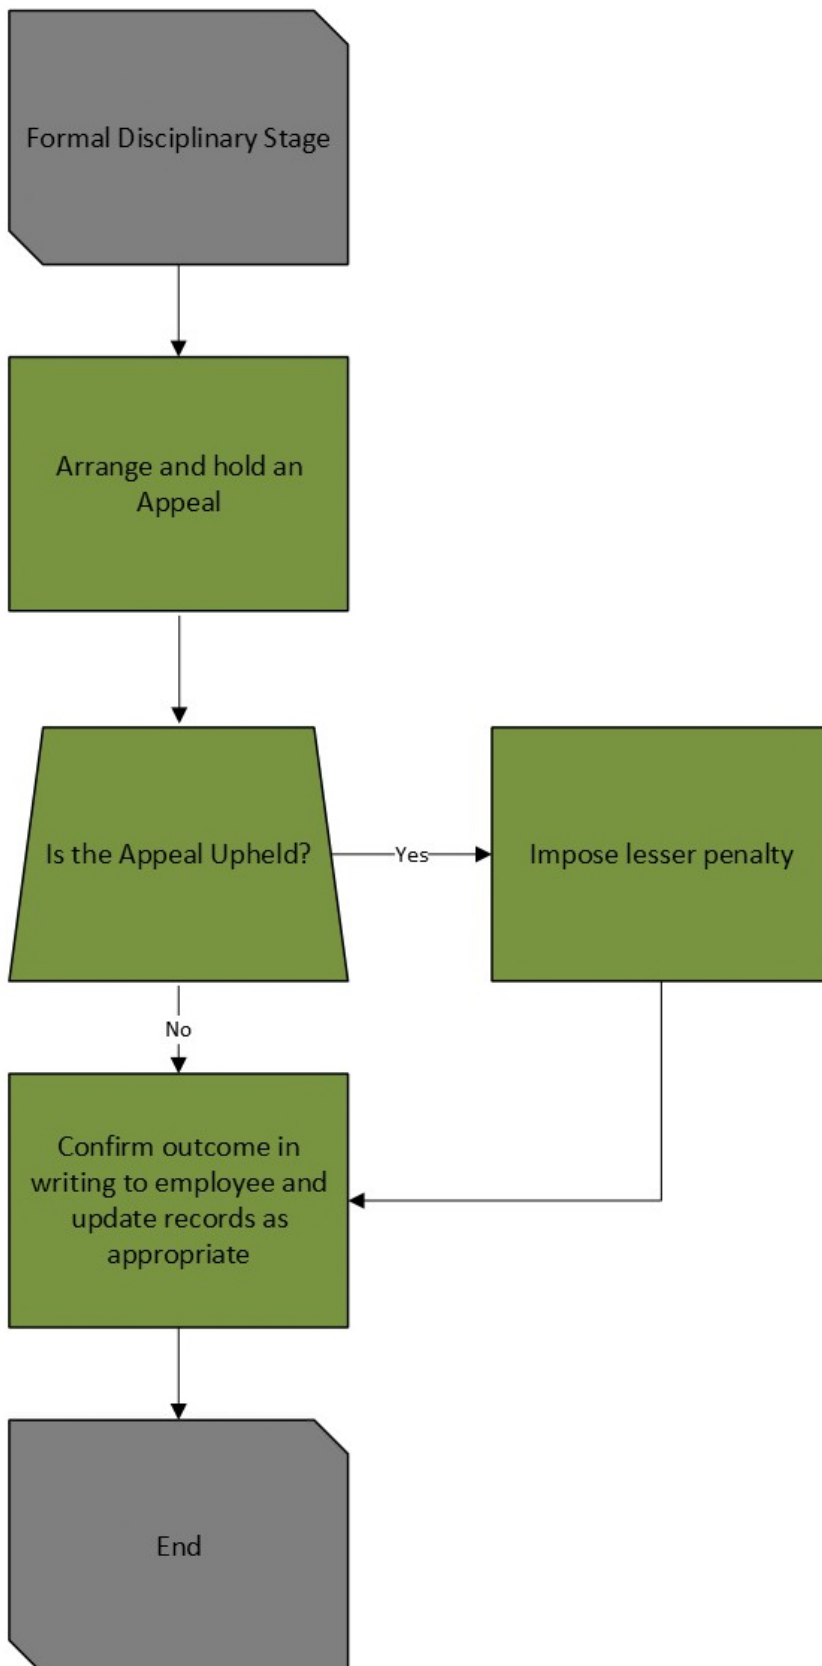 Formal Disciplinary Stage
Arrange and hold an
Appeal
Is the Appeal Upheld?
Yes
Impose lesser penalty
No
Confirm outcome in
writing to employee and
update records as
appropriate
End